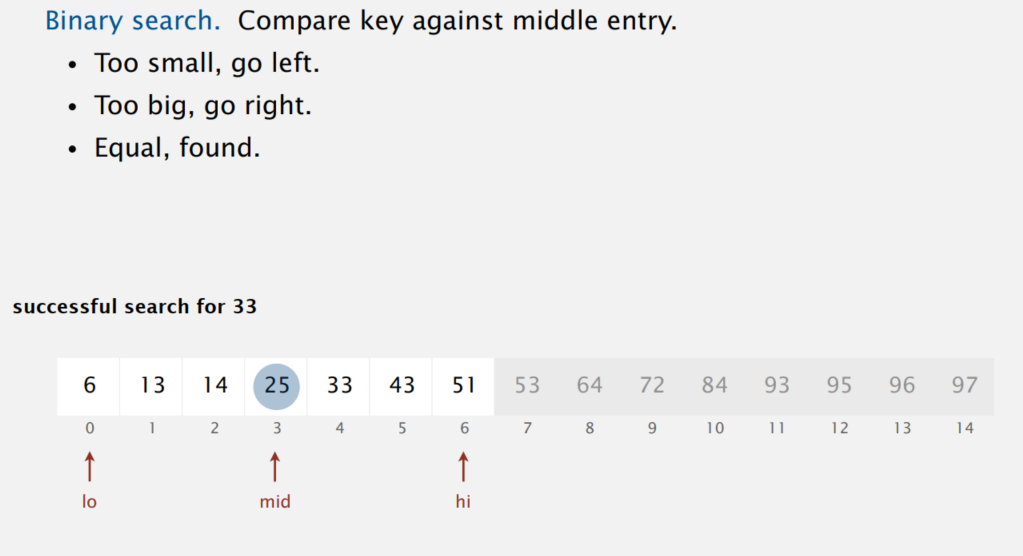 Binary search. Compare key against middle entry.
• Too small, go left.
• Too big, go right.
• Equal, found.
successful search for 33
6 13 14 25 33 43 51 53 64 72 84 93 95 96 97
0 1 2 3 4 5 6 7 8 9 10 11 12 13 14
lo mid hi